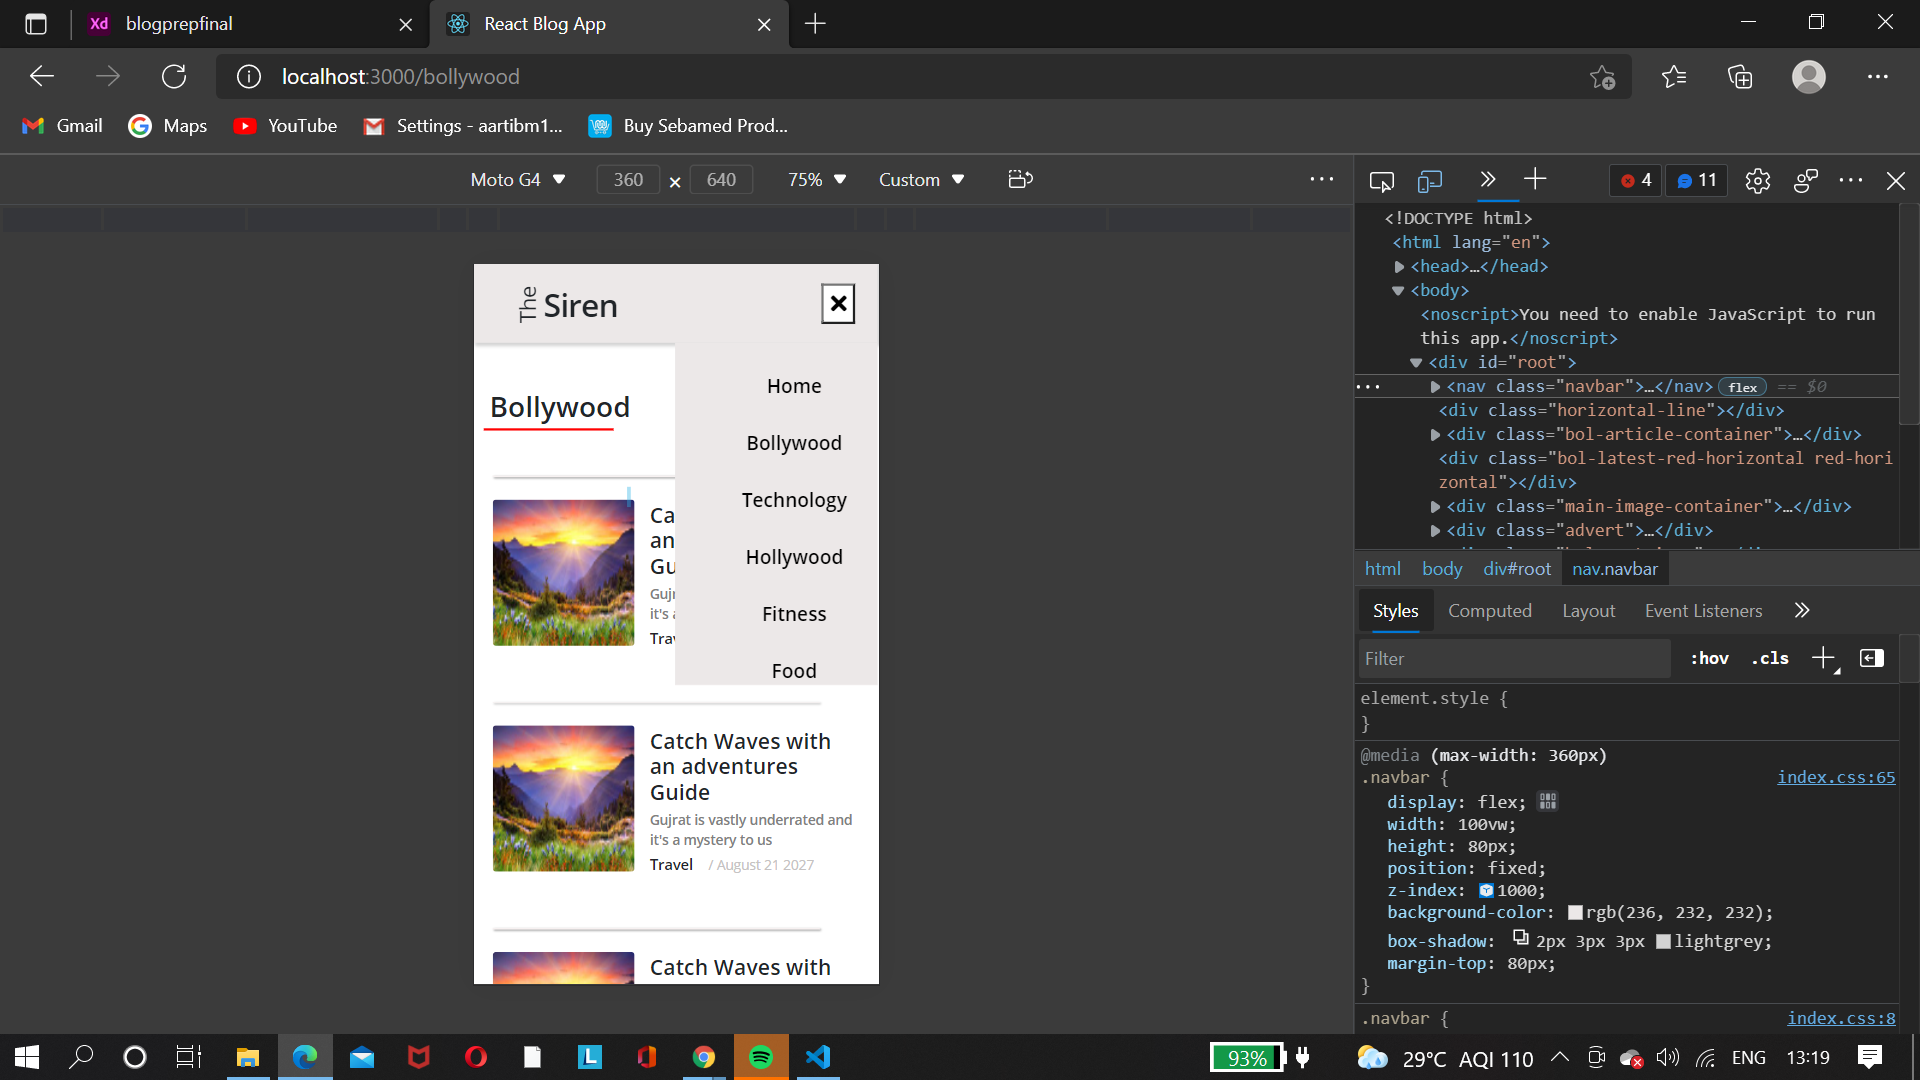 Xd blogprepfinal
React Blog App
localhost:3000/bollywood
Gmail
Maps
YouTube
Settings - aartibm1...
Buy Sebamed Prod...
Moto G4
360 × 640
75%
Custom
4
11
The Siren
Home
Bollywood
Technology
Hollywood
Fitness
Food
Bollywood
Ca
an
Gu
Guj
it's
Tra
Catch Waves with
an adventures
Guide
Gujrat is vastly underrated and
it's a mystery to us
Travel / August 21 2027
Catch Waves with
<!DOCTYPE html>
<html lang="en">
<head>…</head>
<body>
<noscript>You need to enable JavaScript to run
this app.</noscript>
<div id="root">
<nav class="navbar">…</nav> flex == $0
<div class="horizontal-line"></div>
<div class="bol-article-container">…</div>
<div class="bol-latest-red-horizontal red-hori
zontal"></div>
<div class="main-image-container">…</div>
<div class="advert">…</div>
html body div#root nav.navbar
Styles Computed Layout Event Listeners
Filter :hov .cls
element.style {
}
@media (max-width: 360px)
.navbar { index.css:65
display: flex;
width: 100vw;
height: 80px;
position: fixed;
z-index: 1000;
background-color: rgb(236, 232, 232);
box-shadow: 2px 3px 3px lightgrey;
margin-top: 80px;
}
.navbar { index.css:8
93%
29°C AQI 110
ENG
13:19